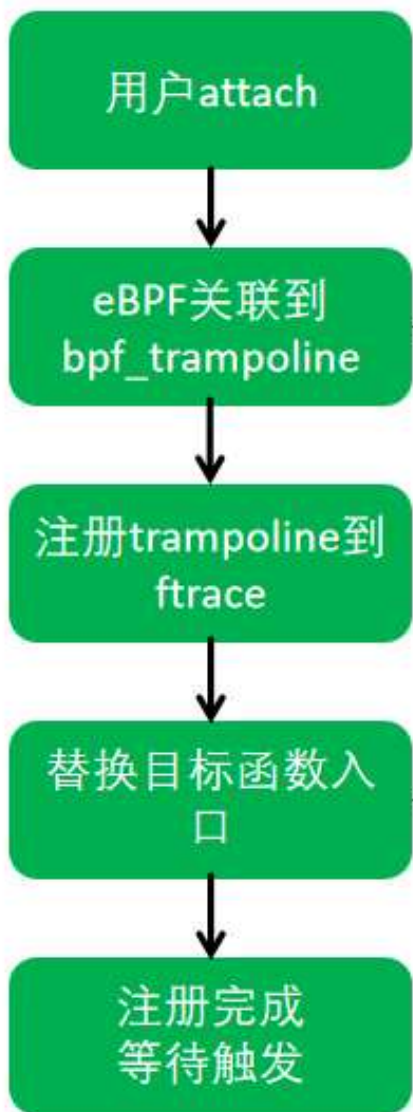 用户attach
eBPF关联到
bpf_trampoline
注册trampoline到
ftrace
替换目标函数入
口
注册完成
等待触发